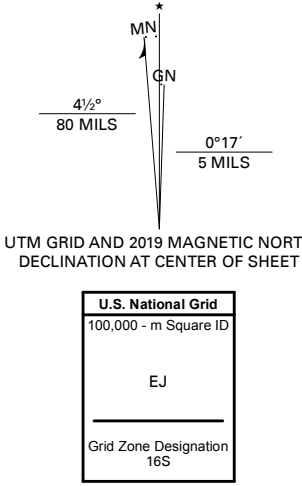 ★
MN
GN
4½°
80 MILS
0°17´
5 MILS
UTM GRID AND 2019 MAGNETIC NORT
DECLINATION AT CENTER OF SHEET
U.S. National Grid
100,000 - m Square ID
EJ
Grid Zone Designation
16S